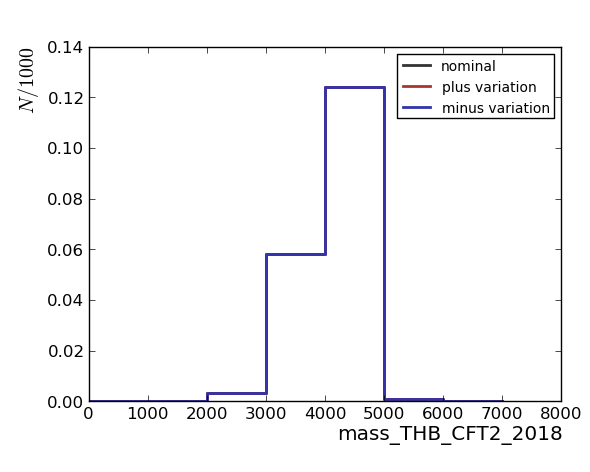 0.14
0.12
0.10
0.08
0.06
0.04
0.02
0.00
N/1000
nominal
plus variation
minus variation
0 1000 2000 3000 4000 5000 6000 7000 8000
mass_THB_CFT2_2018